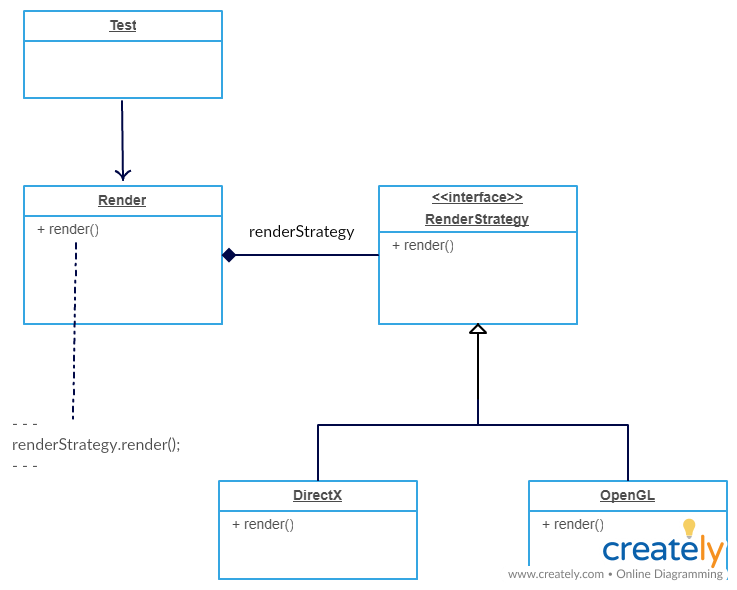 Test
Render
+ render()
renderStrategy
<<interface>>
RenderStrategy
+ render()
- - -
renderStrategy.render();
- - -
DirectX
+ render()
OpenGL
+ render()
creately
www.creately.com • Online Diagramming